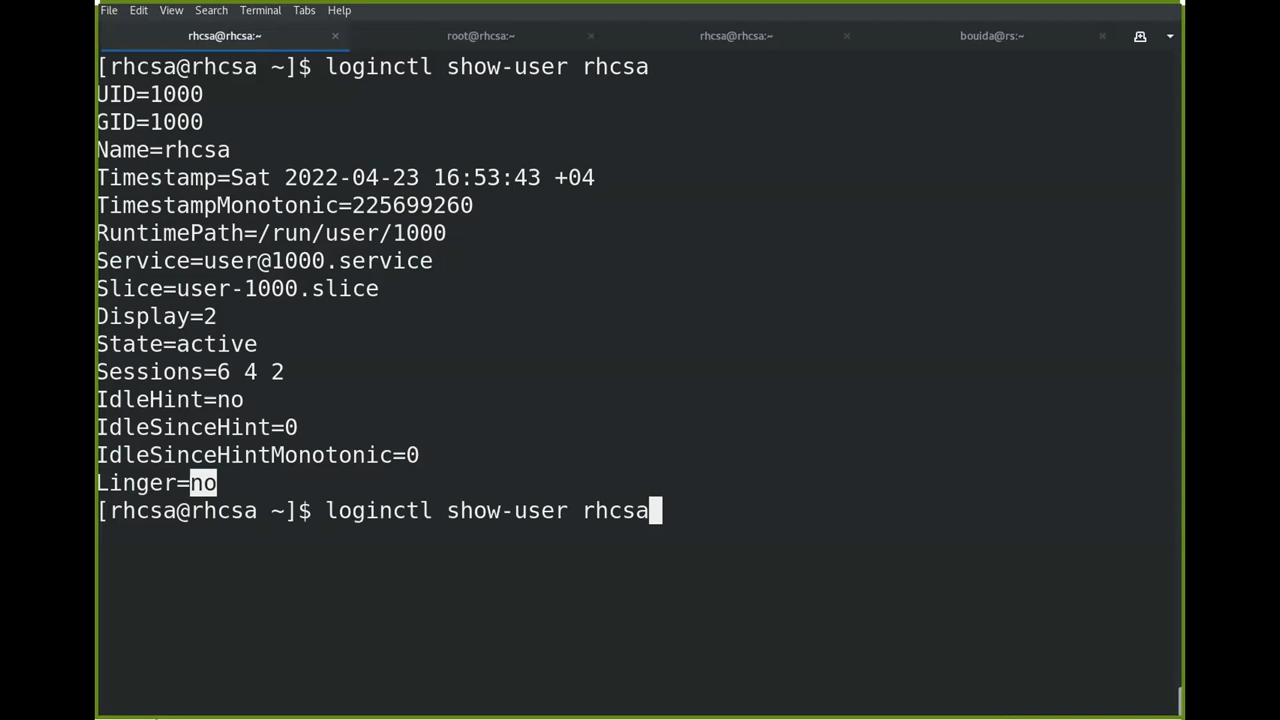 File Edit View Search Terminal Tabs Help
rhcsa@rhcsa:~ × root@rhcsa:~ × rhcsa@rhcsa:~ × bouida@rs:~ ×
[rhcsa@rhcsa ~]$ loginctl show-user rhcsa
UID=1000
GID=1000
Name=rhcsa
Timestamp=Sat 2022-04-23 16:53:43 +04
TimestampMonotonic=225699260
RuntimePath=/run/user/1000
Service=user@1000.service
Slice=user-1000.slice
Display=2
State=active
Sessions=6 4 2
IdleHint=no
IdleSinceHint=0
IdleSinceHintMonotonic=0
Linger=no
[rhcsa@rhcsa ~]$ loginctl show-user rhcsa